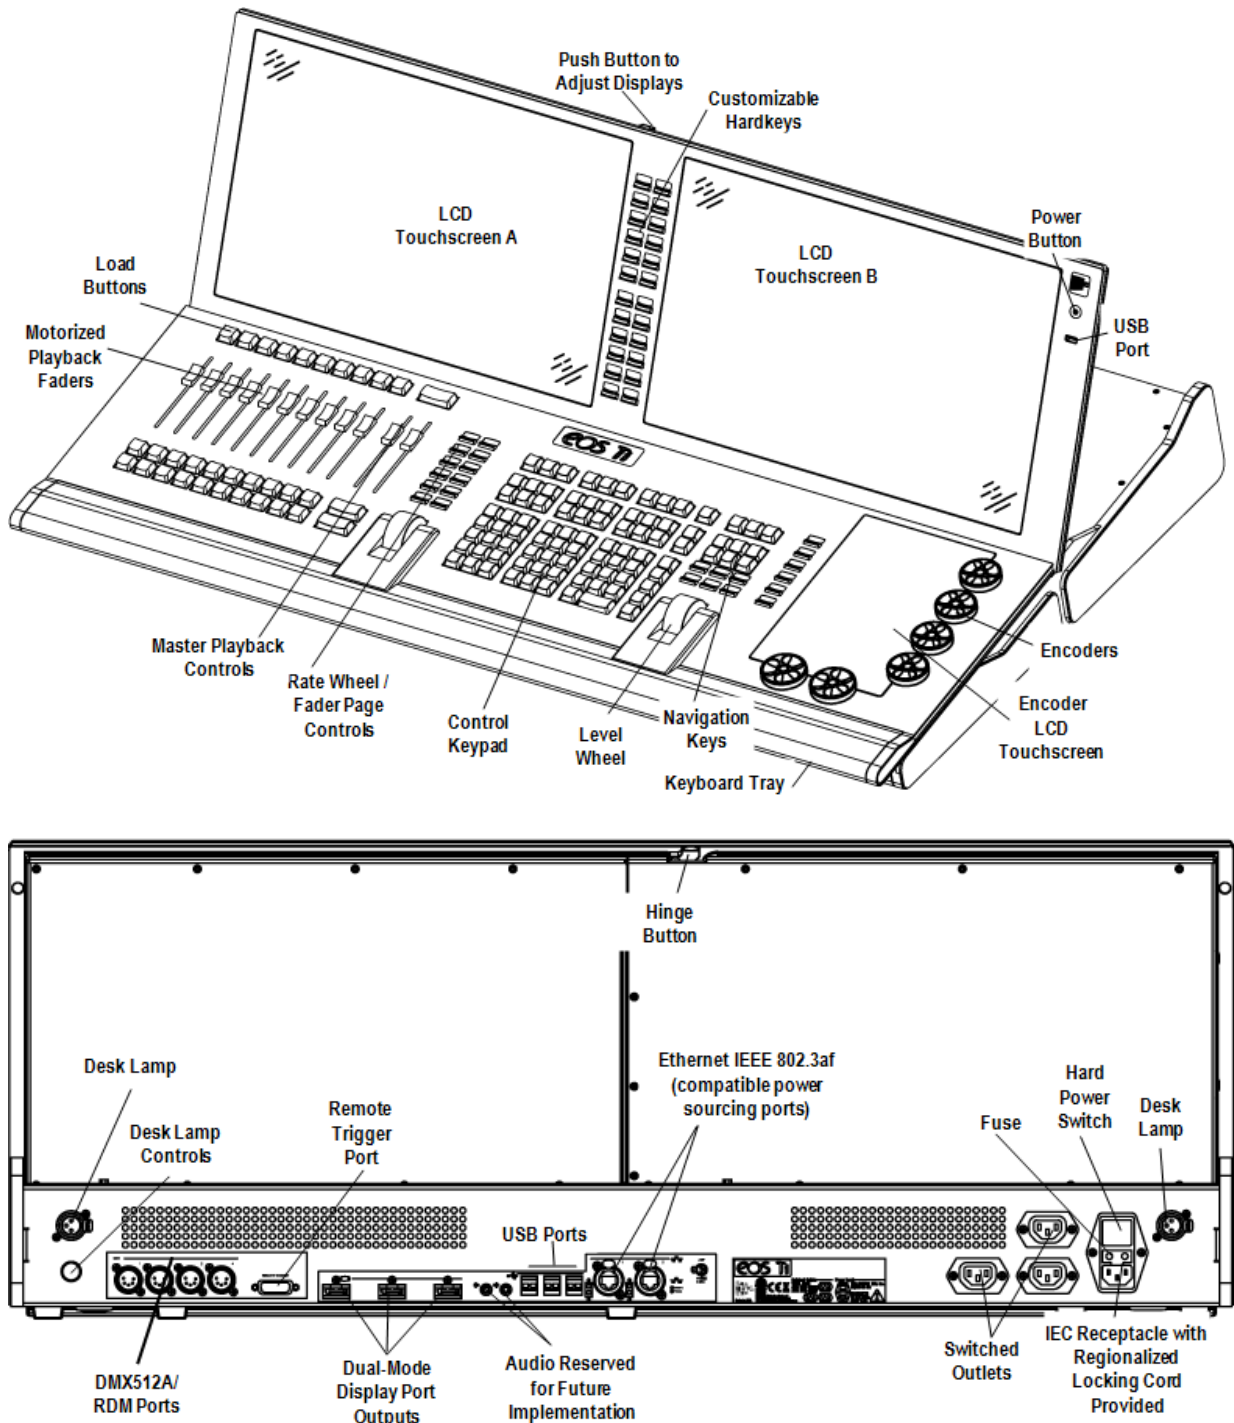 Push Button to
Adjust Displays
Customizable
Hardkeys
LCD
Touchscreen A
LCD
Touchscreen B
Power
Button
USB
Port
Load
Buttons
Motorized
Playback
Faders
eos Ti
Master Playback
Controls
Rate Wheel /
Fader Page
Controls
Control
Keypad
Level
Wheel
Navigation
Keys
Keyboard Tray
Encoders
Encoder
LCD
Touchscreen
Hinge
Button
Desk Lamp
Desk Lamp
Controls
Remote
Trigger
Port
Ethernet IEEE 802.3af
(compatible power
sourcing ports)
Fuse
Hard
Power
Switch
Desk
Lamp
USB Ports
eos Ti
DMX512A/
RDM Ports
Dual-Mode
Display Port
Outputs
Audio Reserved
for Future
Implementation
Switched
Outlets
IEC Receptacle with
Regionalized
Locking Cord
Provided